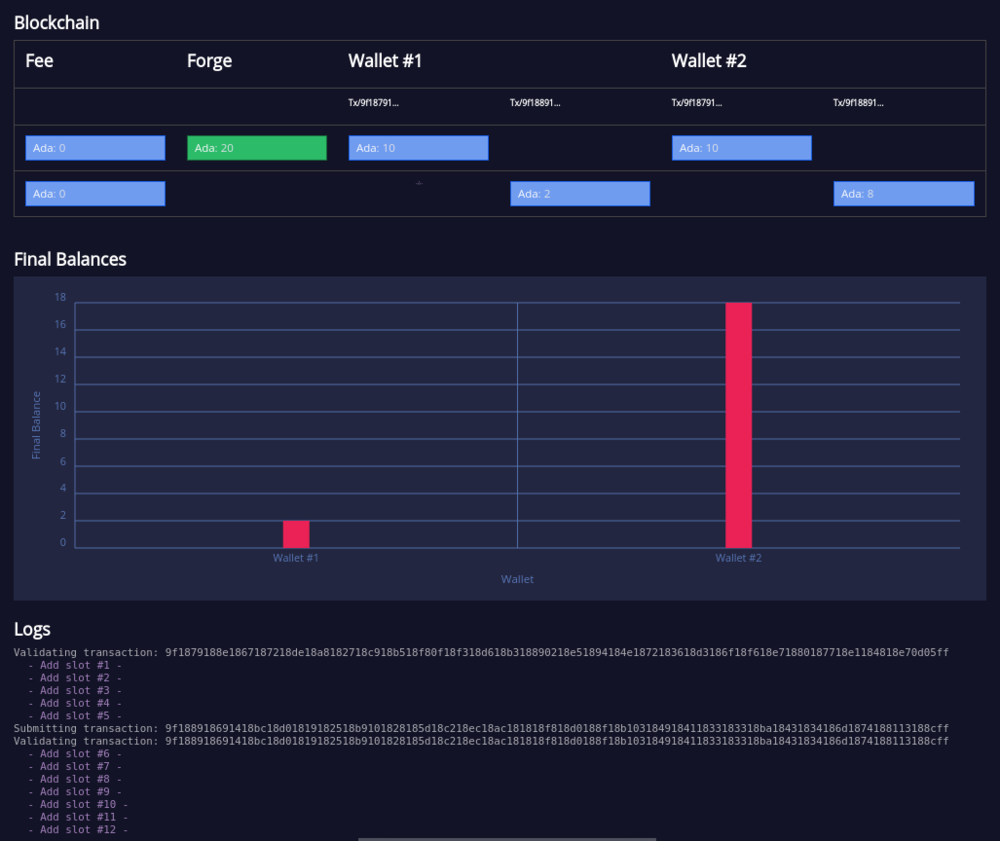 Blockchain
Fee Forge Wallet #1 Wallet #2
Tx/9f18791... Tx/9f18891... Tx/9f18791... Tx/9f18891...
Ada: 0 Ada: 20 Ada: 10 Ada: 10
Ada: 0 Ada: 2 Ada: 8
Final Balances
18
16
14
12
10
8
6
4
2
0
Final Balance
Wallet #1 Wallet #2
Wallet
Logs
Validating transaction: 9f1879188e1867187218de18a8182718c918b518f80f18f318d618b318890218e51894184e1872183618d3186f18f618e71880187718e1184818e70d05ff
- Add slot #1 -
- Add slot #2 -
- Add slot #3 -
- Add slot #4 -
- Add slot #5 -
Submitting transaction: 9f188918691418bc18d01819182518b9101828185d18c218ec18ac181818f818d0188f18b103184918411833183318ba18431834186d1874188113188cff
Validating transaction: 9f188918691418bc18d01819182518b9101828185d18c218ec18ac181818f818d0188f18b103184918411833183318ba18431834186d1874188113188cff
- Add slot #6 -
- Add slot #7 -
- Add slot #8 -
- Add slot #9 -
- Add slot #10 -
- Add slot #11 -
- Add slot #12 -